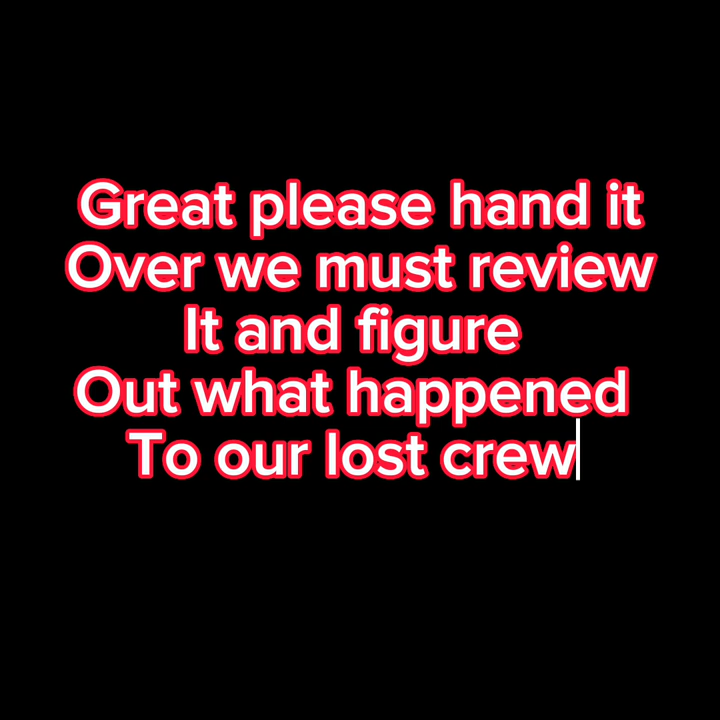 Great please hand it
Over we must review
It and figure
Out what happened
To our lost crew